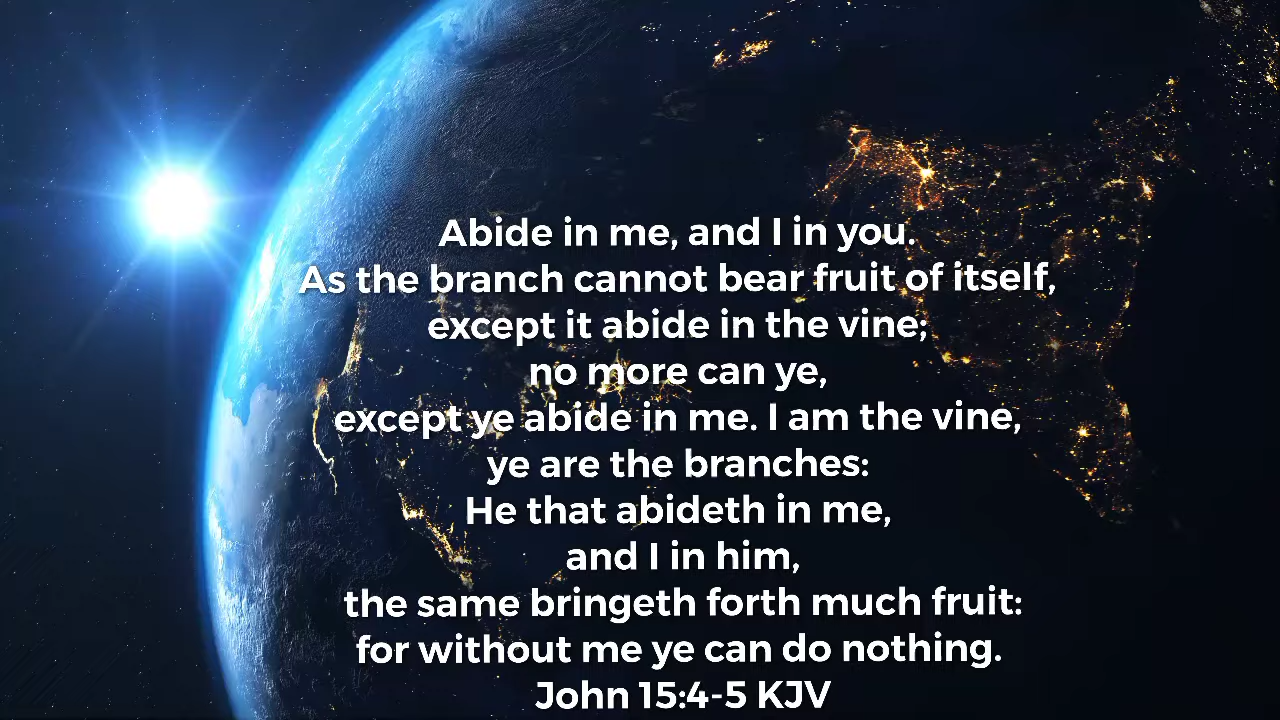 Abide in me, and I in you.
As the branch cannot bear fruit of itself,
except it abide in the vine;
no more can ye,
except ye abide in me. I am the vine,
ye are the branches:
He that abideth in me,
and I in him,
the same bringeth forth much fruit:
for without me ye can do nothing.
John 15:4-5 KJV